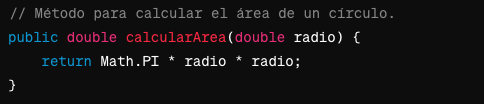 // Método para calcular el área de un círculo.
public double calcularArea(double radio) {
    return Math.PI * radio * radio;
}